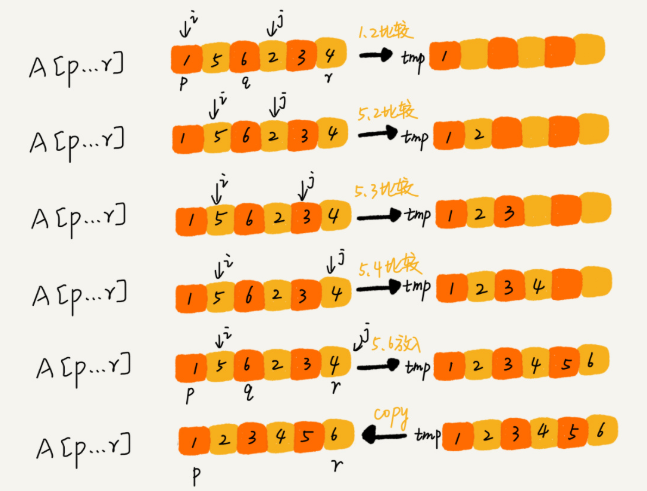 i j 1.2比较
A[p...r] 1 5 6 2 3 4 tmp 1
p q r
i j 5.2比较
A[p...r] 1 5 6 2 3 4 tmp 1 2
i j 5.3比较
A[p...r] 1 5 6 2 3 4 tmp 1 2 3
i j 5.4比较
A[p...r] 1 5 6 2 3 4 tmp 1 2 3 4
i j 5.6放入
A[p...r] 1 5 6 2 3 4 tmp 1 2 3 4 5 6
p q r
copy
A[p...r] 1 2 3 4 5 6 tmp 1 2 3 4 5 6
p r